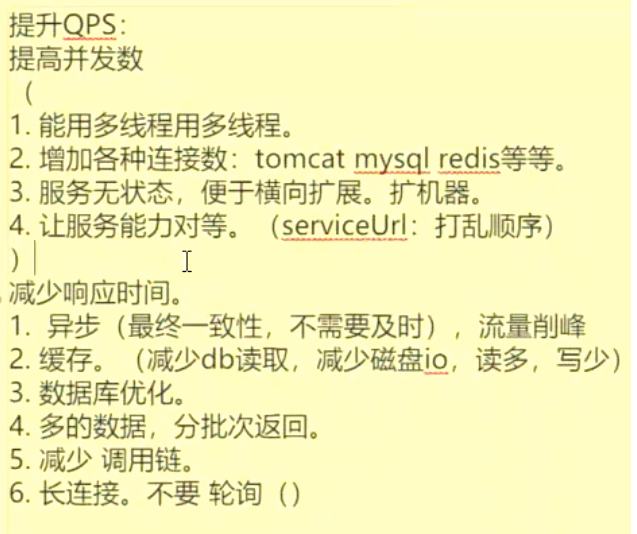 提升QPS：
提高并发数
（
1. 能用多线程用多线程。
2. 增加各种连接数：tomcat mysql redis等等。
3. 服务无状态，便于横向扩展。扩机器。
4. 让服务能力对等。（serviceUrl：打乱顺序）
）
减少响应时间。
1. 异步（最终一致性，不需要及时），流量削峰
2. 缓存。（减少db读取，减少磁盘io，读多，写少）
3. 数据库优化。
4. 多的数据，分批次返回。
5. 减少 调用链。
6. 长连接。不要 轮询（）